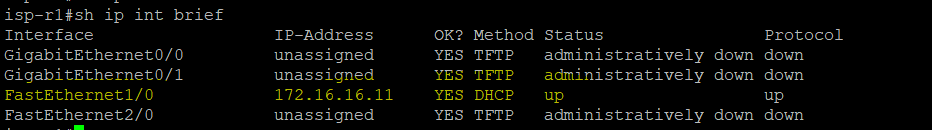 isp-r1#sh ip int brief
Interface IP-Address OK? Method Status Protocol
GigabitEthernet0/0 unassigned YES TFTP administratively down down
GigabitEthernet0/1 unassigned YES TFTP administratively down down
FastEthernet1/0 172.16.16.11 YES DHCP up up
FastEthernet2/0 unassigned YES TFTP administratively down down